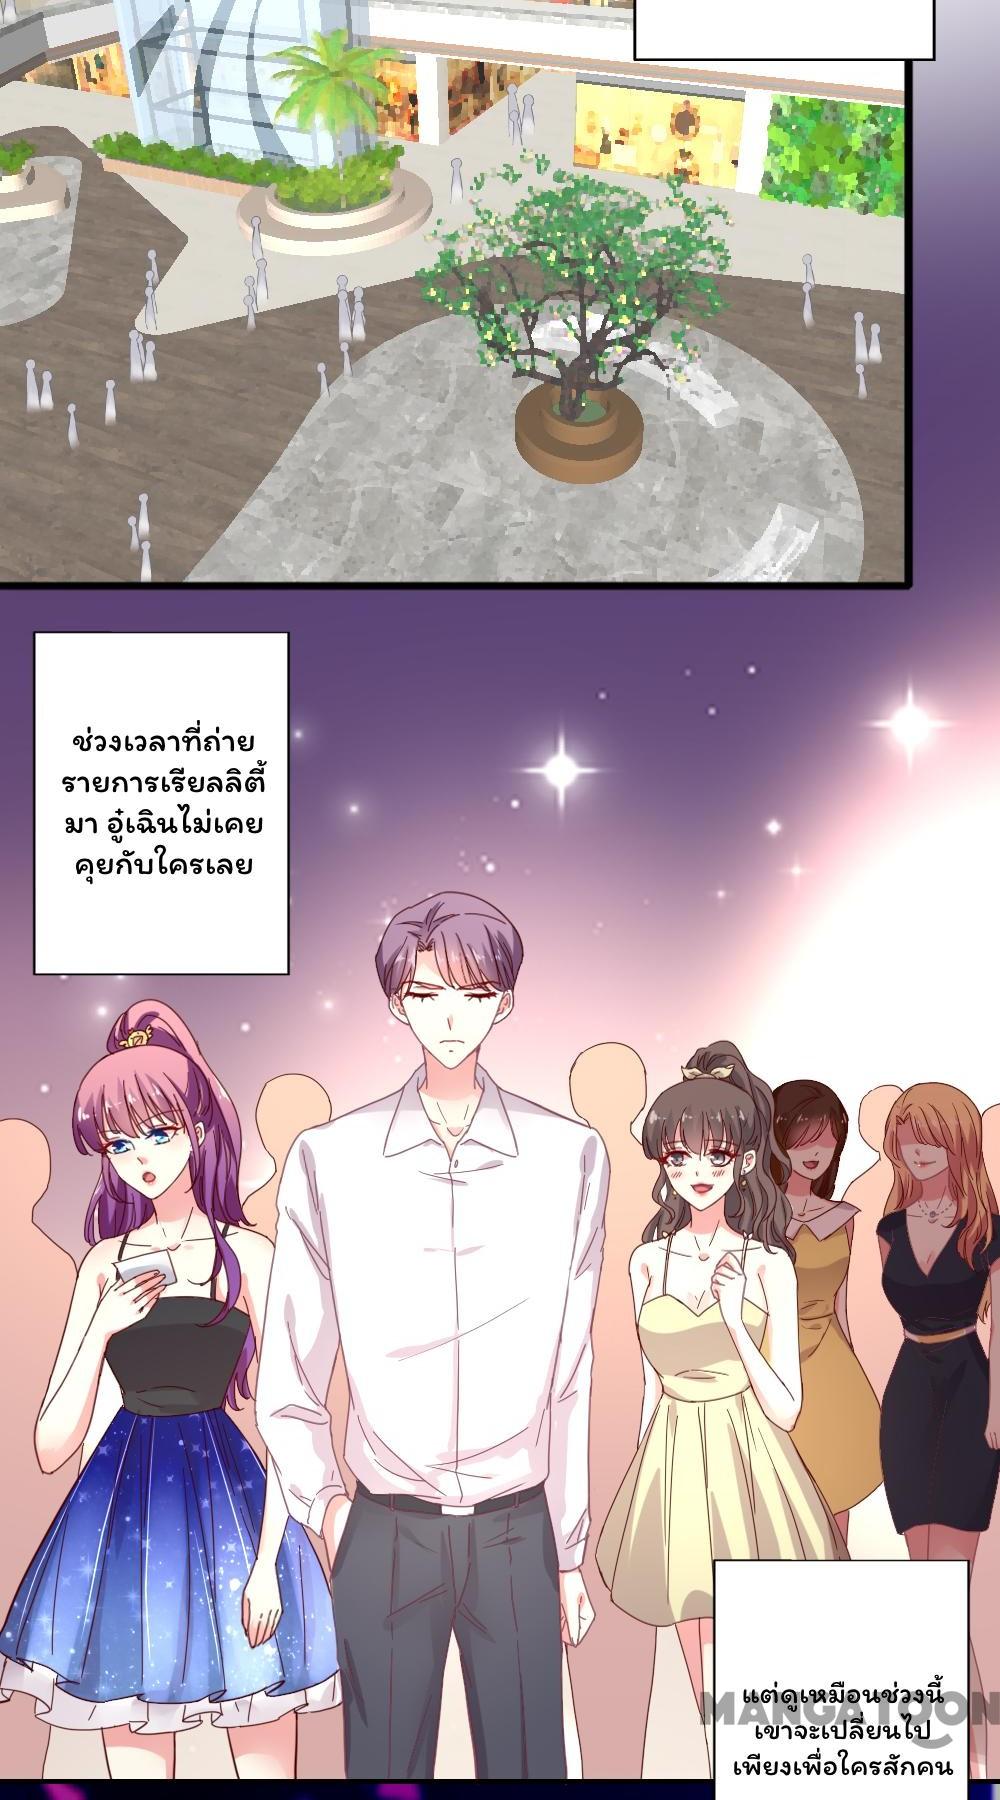 ช่วงเวลาที่ถ่าย
รายการเรียลลิตี้
มา อู๋เฉินไม่เคย
คุยกับใครเลย
แต่ดูเหมือนช่วงนี้
MANGATOON
เขาจะเปลี่ยนไป
เพียงเพื่อใครสักคน